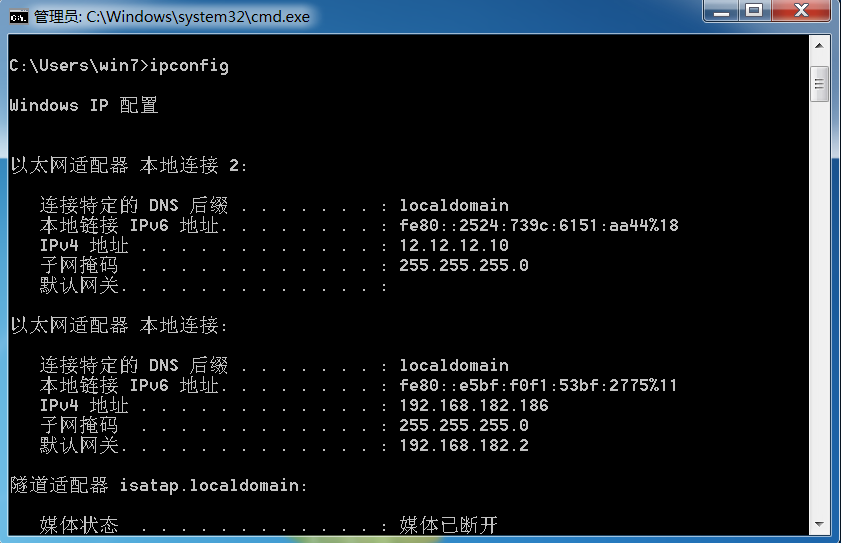 管理员: C:\Windows\system32\cmd.exe
C:\Users\win7>ipconfig
Windows IP 配置
以太网适配器 本地连接 2:
连接特定的 DNS 后缀 . . . . . . . : localdomain
本地链接 IPv6 地址. . . . . . . . : fe80::2524:739c:6151:aa44%18
IPv4 地址 . . . . . . . . . . . . : 12.12.12.10
子网掩码 . . . . . . . . . . . . : 255.255.255.0
默认网关. . . . . . . . . . . . . :
以太网适配器 本地连接:
连接特定的 DNS 后缀 . . . . . . . : localdomain
本地链接 IPv6 地址. . . . . . . . : fe80::e5bf:f0f1:53bf:2775%11
IPv4 地址 . . . . . . . . . . . . : 192.168.182.186
子网掩码 . . . . . . . . . . . . : 255.255.255.0
默认网关. . . . . . . . . . . . . : 192.168.182.2
隧道适配器 isatap.localdomain:
媒体状态 . . . . . . . . . . . . : 媒体已断开